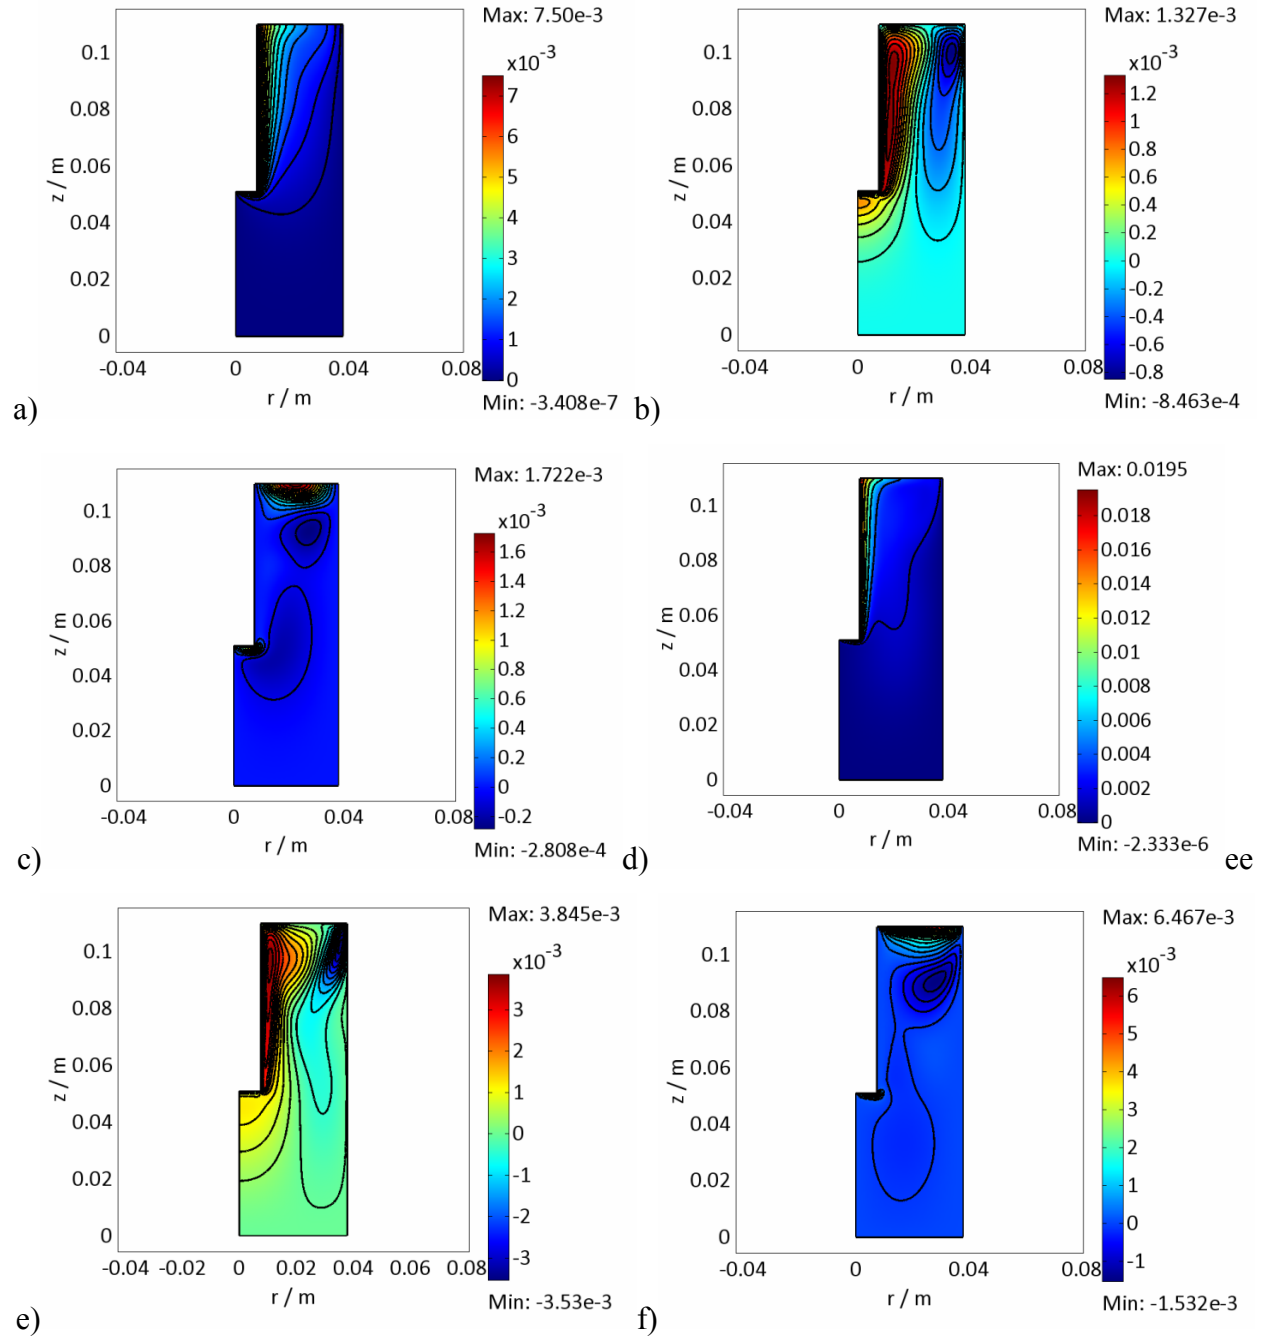 Max: 7.50e-3
x10-3
0.1
0.08
0.06
0.04
0.02
0
z / m
7
6
5
4
3
2
1
0
-0.04 0 0.04 0.08
r / m
Min: -3.408e-7
a)
Max: 1.327e-3
x10-3
0.1
0.08
0.06
0.04
0.02
0
z / m
1.2
1
0.8
0.6
0.4
0.2
0
-0.2
-0.4
-0.6
-0.8
-0.04 0 0.04 0.08
r / m
Min: -8.463e-4
b)
Max: 1.722e-3
x10-3
0.1
0.08
0.06
0.04
0.02
0
z / m
1.6
1.4
1.2
1
0.8
0.6
0.4
0.2
0
-0.2
-0.04 0 0.04 0.08
r / m
Min: -2.808e-4
c)
Max: 0.0195
0.1
0.08
0.06
0.04
0.02
0
z / m
0.018
0.016
0.014
0.012
0.010
0.008
0.006
0.004
0.002
0
-0.04 0 0.04 0.08
r / m
Min: -2.333e-6
d)
ee
Max: 3.845e-3
x10-3
0.1
0.08
0.06
0.04
0.02
0
z / m
3
2
1
0
-1
-2
-3
-0.04 -0.02 0 0.02 0.04 0.06 0.08
r / m
Min: -3.53e-3
e)
Max: 6.467e-3
x10-3
0.1
0.08
0.06
0.04
0.02
0
z / m
6
5
4
3
2
1
0
-1
-0.04 0 0.04 0.08
r / m
Min: -1.532e-3
f)